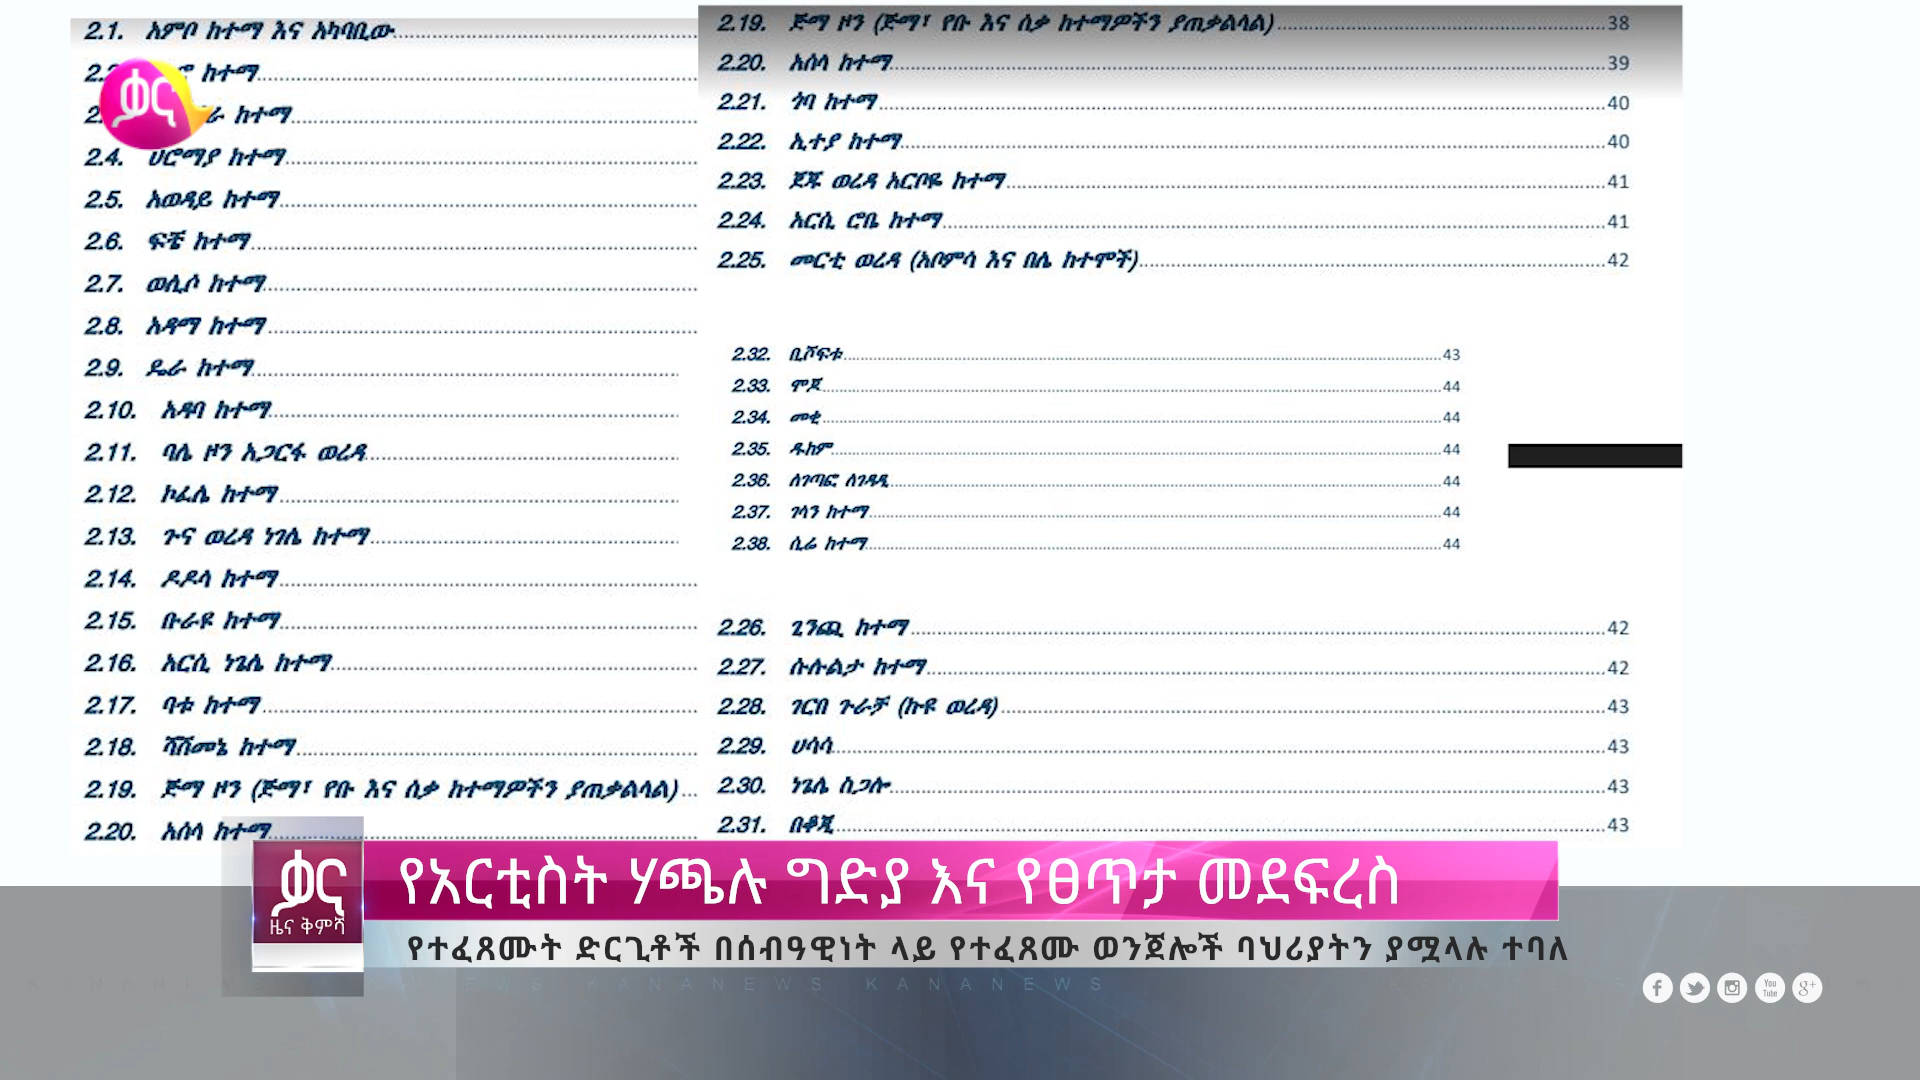 2.1. አምቦ ከተማ እና አካባቢው
ከተማ
ከተማ
2.4. ሀሮማያ ከተማ
2.5. አወዳይ ከተማ
2.6. ፍቼ ከተማ
2.7. ወሊሶ ከተማ
2.8. አዳማ ከተማ
2.9. ዴራ ከተማ
2.10. አዳባ ከተማ
2.11. ባሌ ዞን አጋርፋ ወረዳ
2.12. ኮፈሌ ከተማ
2.13. ጉና ወረዳ ነገሌ ከተማ
2.14. ዶዶላ ከተማ
2.15. ቡራዩ ከተማ
2.16. አርሲ ነጌሌ ከተማ
2.17. ባቱ ከተማ
2.18. ሻሸመኔ ከተማ
2.19. ጅማ ዞን (ጅማ፣ የቡ እና ሰቃ ከተማዎችን ያጠቃልላል)
2.20. አሰላ ከተማ
2.19. ጅማ ዞን (ጅማ፣ የቡ እና ሰቃ ከተማዎችን ያጠቃልላል) 38
2.20. አሰላ ከተማ 39
2.21. ጎባ ከተማ 40
2.22. ኢተያ ከተማ 40
2.23. ጀጁ ወረዳ አርቦዬ ከተማ 41
2.24. አርሲ ሮቤ ከተማ 41
2.25. መርቲ ወረዳ (አቦምሳ እና በሌ ከተሞች) 42
2.32. ቢሾፍቱ 43
2.33. ሞጆ 44
2.34. መቂ 44
2.35. ዱከም 44
2.36. ለገጣፎ ለገዳዲ 44
2.37. ገላን ከተማ 44
2.38. ሲሬ ከተማ 44
2.26. ጊንጪ ከተማ 42
2.27. ሱሉልታ ከተማ 42
2.28. ገርበ ጉራቻ (ኩዩ ወረዳ) 43
2.29. ሀሳሳ 43
2.30. ነጌሌ ስጋሎ 43
2.31. በቆጂ 43
ቃና
ቃና
ዜና ቅምሻ
የአርቲስት ሃጫሉ ግድያ እና የፀጥታ መደፍረስ
የተፈጸሙት ድርጊቶች በሰብዓዊነት ላይ የተፈጸሙ ወንጀሎች ባህሪያትን ያሟላሉ ተባለ
NEWS KANANEWS KANANEWS
You Tube